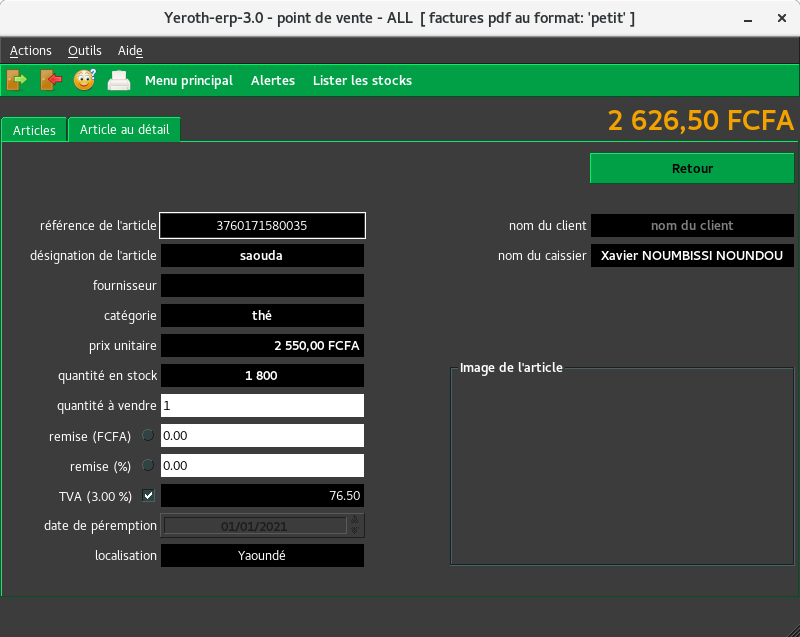 Yeroth-erp-3.0 - point de vente - ALL [ factures pdf au format: 'petit' ]
Actions Outils Aide
Menu principal Alertes Lister les stocks
2 626,50 FCFA
Articles Article au détail
Retour
référence de l'article 3760171580035
nom du client nom du client
désignation de l'article saouda
nom du caissier Xavier NOUMBISSI NOUNDOU
fournisseur
catégorie thé
prix unitaire 2 550,00 FCFA
quantité en stock 1 800
Image de l'article
quantité à vendre 1
remise (FCFA) 0.00
remise (%) 0.00
TVA (3.00 %) 76.50
date de péremption 01/01/2021
localisation Yaoundé